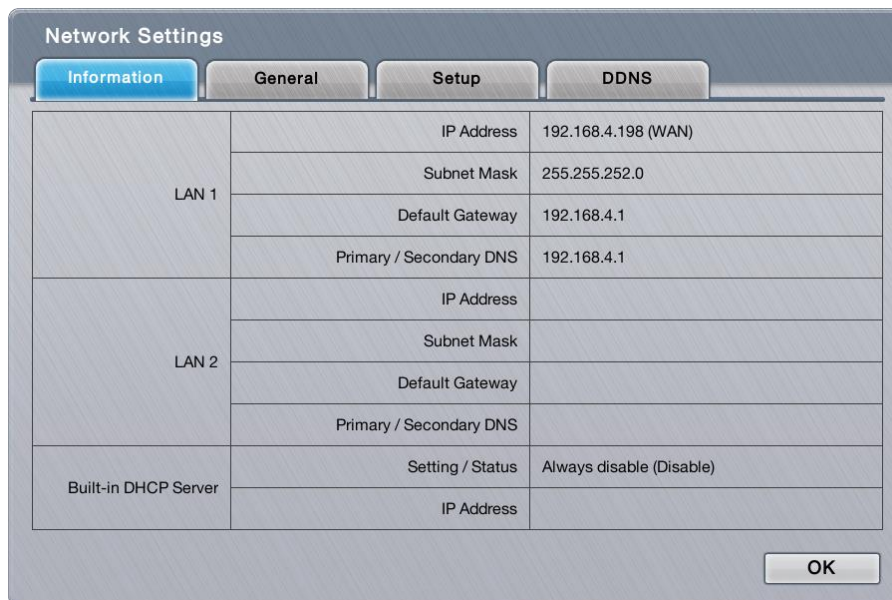 Network Settings
Information General Setup DDNS
LAN 1
IP Address 192.168.4.198 (WAN)
Subnet Mask 255.255.252.0
Default Gateway 192.168.4.1
Primary / Secondary DNS 192.168.4.1
LAN 2
IP Address
Subnet Mask
Default Gateway
Primary / Secondary DNS
Built-in DHCP Server
Setting / Status Always disable (Disable)
IP Address
OK